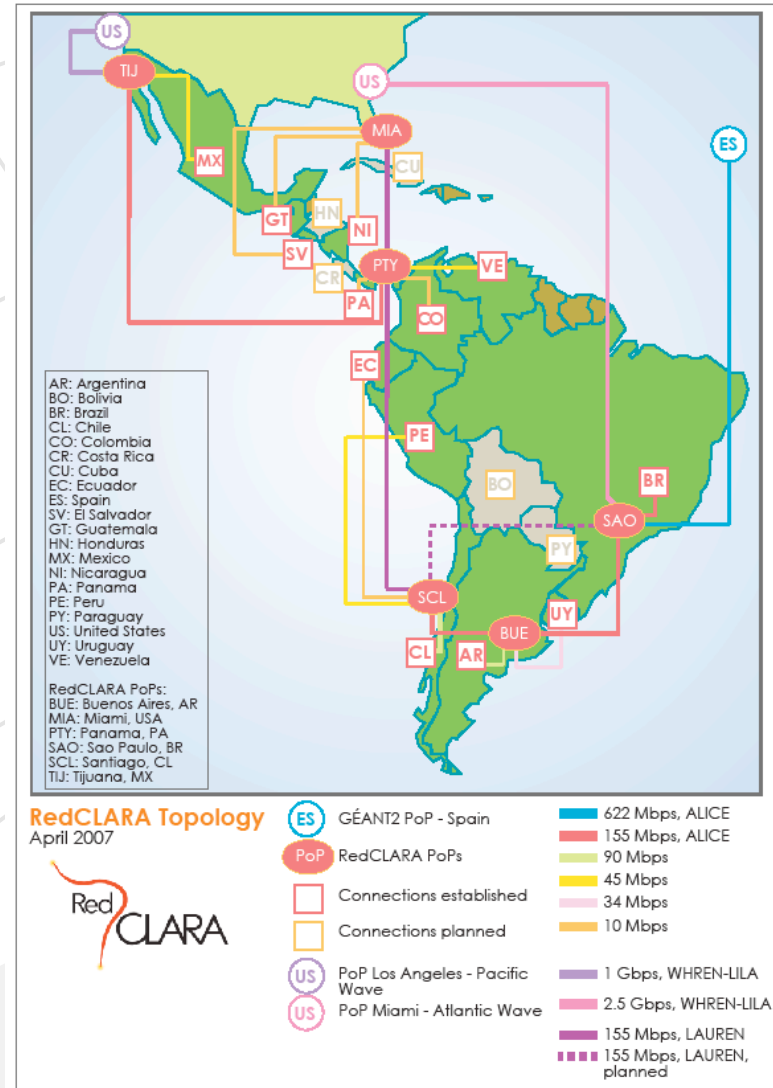 US
TIJ
US
MIA
ES
MX
CU
HN
GT
NI
SV
PTY
VE
CR
PA
CO
EC
AR: Argentina
BO: Bolivia
BR: Brazil
CL: Chile
CO: Colombia
CR: Costa Rica
CU: Cuba
EC: Ecuador
ES: Spain
SV: El Salvador
GT: Guatemala
HN: Honduras
MX: Mexico
NI: Nicaragua
PA: Panama
PE: Peru
PY: Paraguay
US: United States
UY: Uruguay
VE: Venezuela
RedCLARA PoPs:
BUE: Buenos Aires, AR
MIA: Miami, USA
PTY: Panama, PA
SAO: Sao Paulo, BR
SCL: Santiago, CL
TIJ: Tijuana, MX
PE
BO
BR
SAO
PY
SCL
UY
BUE
CL
AR
RedCLARA Topology
April 2007
Red
CLARA
ES GÉANT2 PoP - Spain
PoP RedCLARA PoPs
Connections established
Connections planned
US PoP Los Angeles - Pacific
Wave
US PoP Miami - Atlantic Wave
622 Mbps, ALICE
155 Mbps, ALICE
90 Mbps
45 Mbps
34 Mbps
10 Mbps
1 Gbps, WHREN-LILA
2.5 Gbps, WHREN-LILA
155 Mbps, LAUREN
155 Mbps, LAUREN,
planned